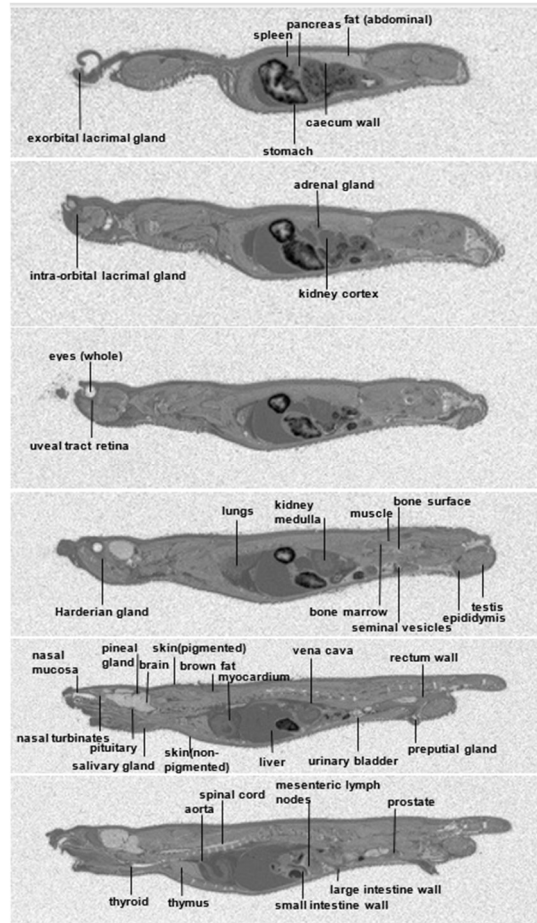 pancreas fat (abdominal)
spleen
caecum wall
exorbital lacrimal gland
stomach
adrenal gland
intra-orbital lacrimal gland
kidney cortex
eyes (whole)
uveal tract retina
lungs
kidney
medulla
muscle
bone surface
Harderian gland
bone marrow
testis
epididymis
seminal vesicles
nasal
mucosa
pineal
gland
brain
skin(pigmented)
brown fat
myocardium
vena cava
rectum wall
nasal turbinates
pituitary
salivary gland
skin(non-
pigmented)
liver
urinary bladder
preputial gland
spinal cord
aorta
mesenteric lymph
nodes
prostate
thyroid
thymus
large intestine wall
small intestine wall